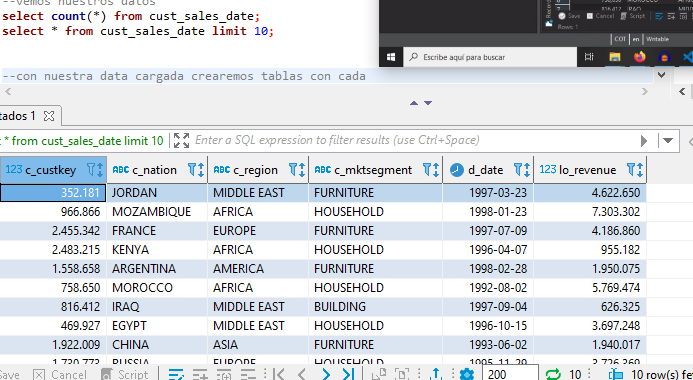 --vemos nuestros datos
select count(*) from cust_sales_date;
select * from cust_sales_date limit 10;
--con nuestra data cargada crearemos tablas con cada
Save Cancel Script
Rows: 1
COT en Writable
Escribe aquí para buscar
tados 1
t * from cust_sales_date limit 10 Enter a SQL expression to filter results (use Ctrl+Space)
123 c_custkey ABC c_nation ABC c_region ABC c_mktsegment d_date 123 lo_revenue
352.181 JORDAN MIDDLE EAST FURNITURE 1997-03-23 4.622.650
966.866 MOZAMBIQUE AFRICA HOUSEHOLD 1998-01-23 7.303.302
2.455.342 FRANCE EUROPE FURNITURE 1997-07-09 4.186.860
2.483.215 KENYA AFRICA HOUSEHOLD 1996-04-07 955.182
1.558.658 ARGENTINA AMERICA FURNITURE 1998-02-28 1.950.075
758.650 MOROCCO AFRICA HOUSEHOLD 1992-08-02 5.769.474
816.412 IRAQ MIDDLE EAST BUILDING 1997-09-04 626.325
469.927 EGYPT MIDDLE EAST HOUSEHOLD 1996-10-15 3.697.248
1.922.009 CHINA ASIA FURNITURE 1993-06-02 1.940.017
1.730.773 RUSSIA EUROPE HOUSEHOLD 1995-11-29 3.726.369
Save Cancel Script 200 10 10 row(s) fe